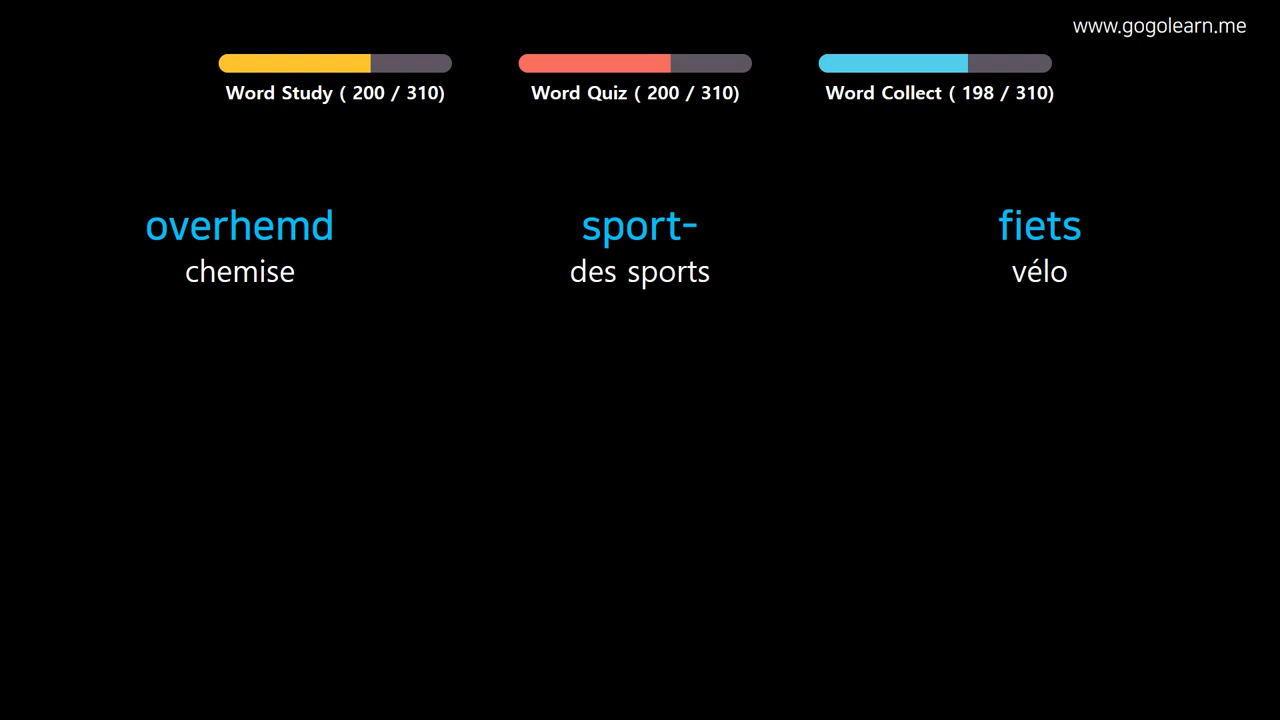 www.gogolearn.me
Word Study ( 200 / 310)
Word Quiz ( 200 / 310)
Word Collect ( 198 / 310)
overhemd
chemise
sport-
des sports
fiets
vélo